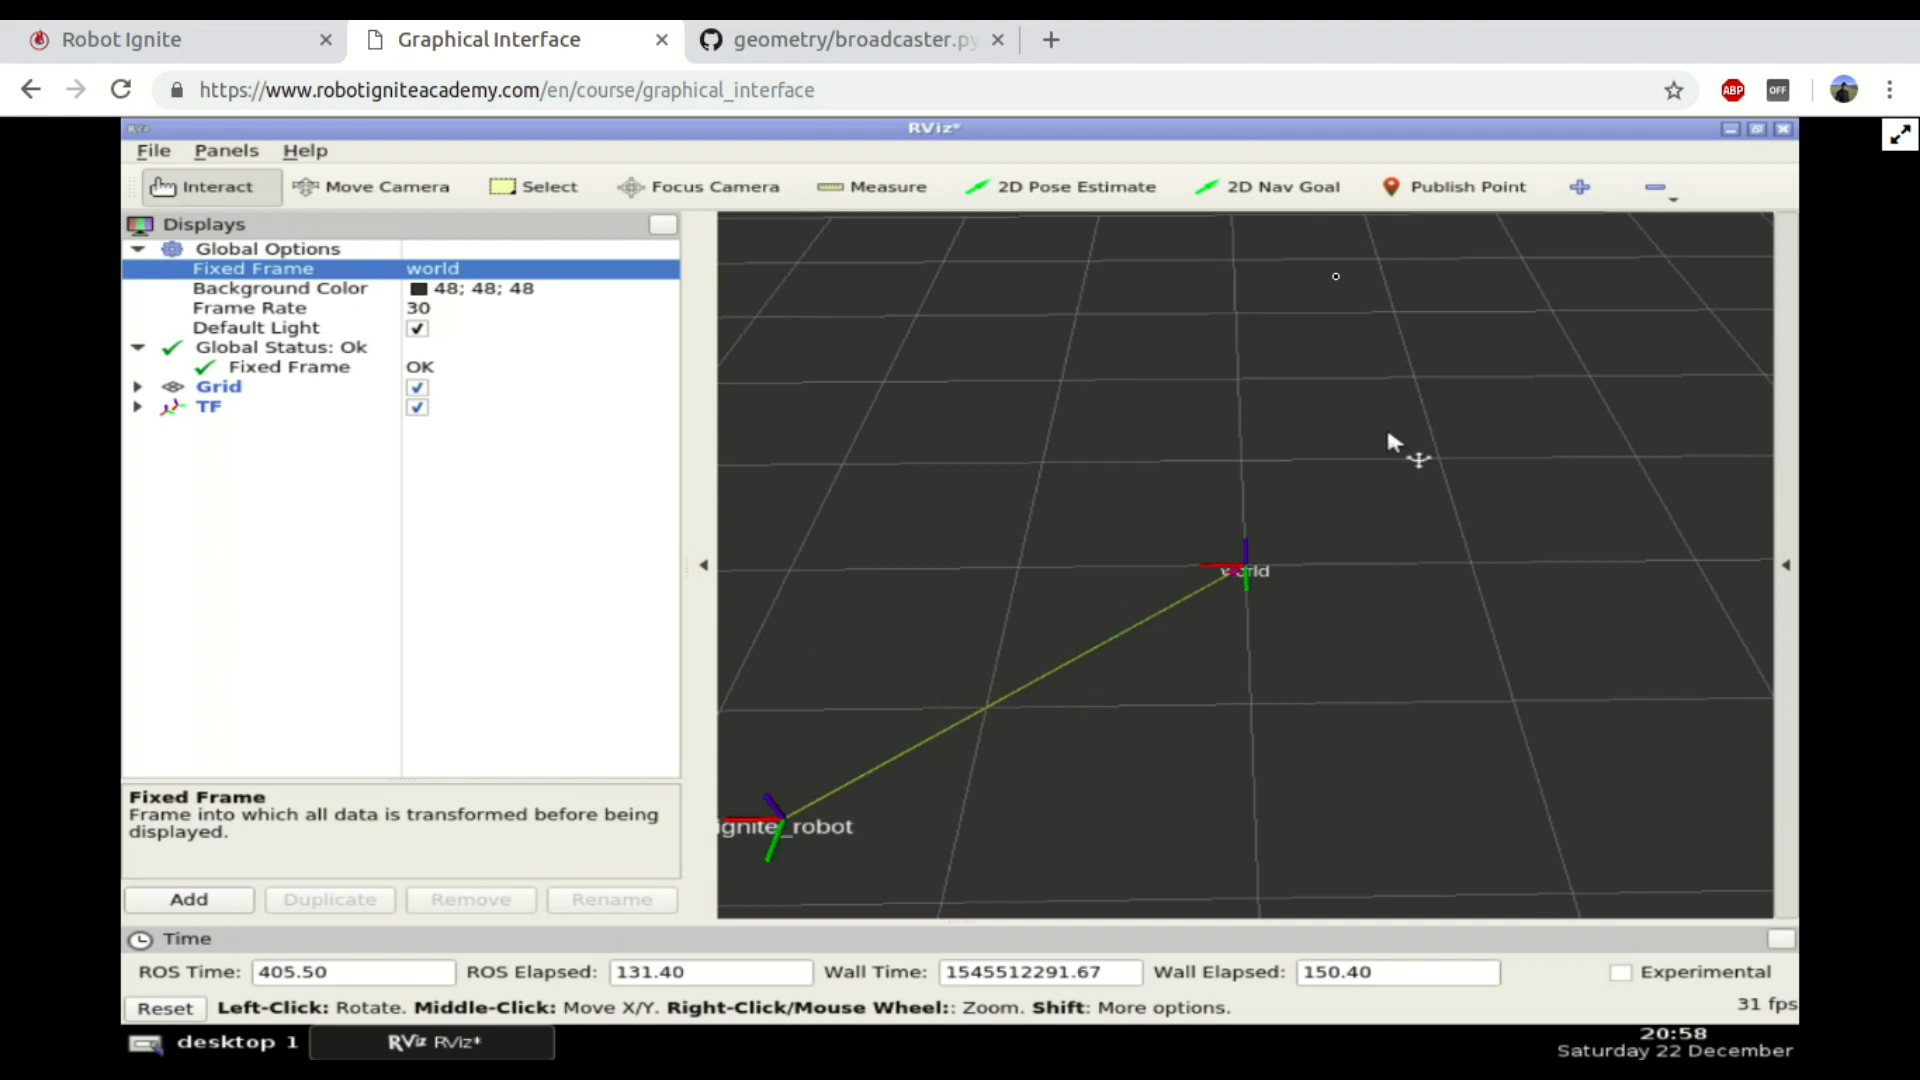 Robot Ignite
Graphical Interface
geometry/broadcaster.py
https://www.robotigniteacademy.com/en/course/graphical_interface
ABP
OFF
RViz
RViz*
File Panels Help
Interact Move Camera Select Focus Camera Measure 2D Pose Estimate 2D Nav Goal Publish Point
Displays
Global Options
Fixed Frame world
Background Color 48; 48; 48
Frame Rate 30
Default Light
Global Status: Ok
Fixed Frame OK
Grid
TF
world
ignite_robot
Fixed Frame
Frame into which all data is transformed before being
displayed.
Add Duplicate Remove Rename
Time
ROS Time: 405.50 ROS Elapsed: 131.40 Wall Time: 1545512291.67 Wall Elapsed: 150.40 Experimental
Reset Left-Click: Rotate. Middle-Click: Move X/Y. Right-Click/Mouse Wheel:: Zoom. Shift: More options. 31 fps
desktop 1 RViz RViz* 20:58
Saturday 22 December